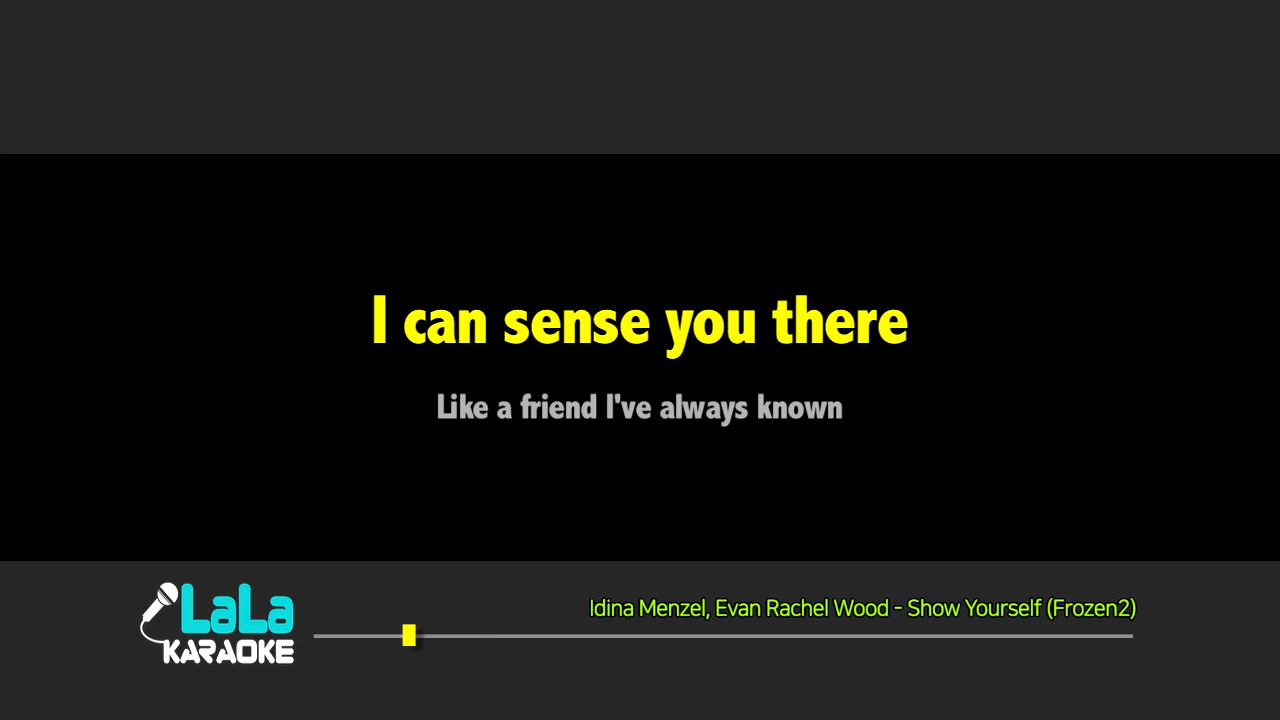 I can sense you there
Like a friend I've always known
Idina Menzel, Evan Rachel Wood - Show Yourself (Frozen2)
LaLa
KARAOKE